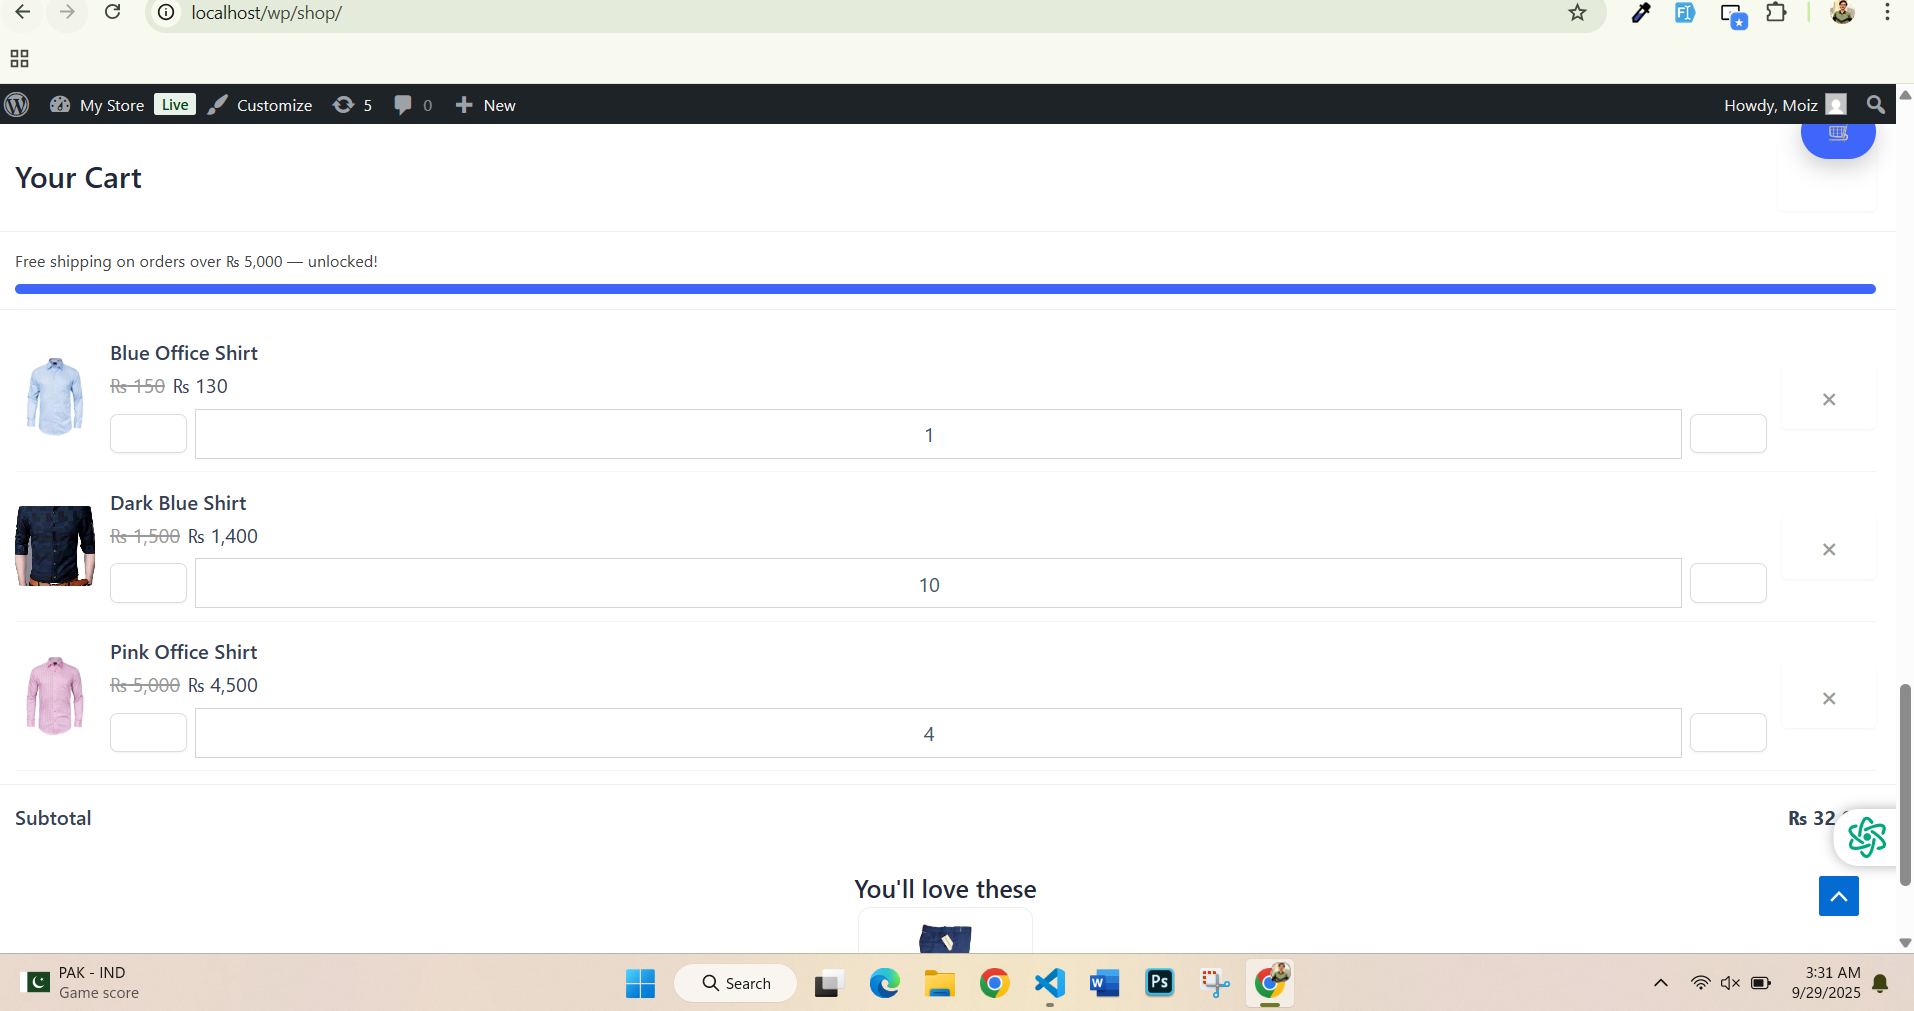 localhost/wp/shop/
My Store Live Customize 5 0 New Howdy, Moiz
Your Cart
Free shipping on orders over ₨ 5,000 — unlocked!
Blue Office Shirt
₨ 150 ₨ 130
1
×
Dark Blue Shirt
₨ 1,500 ₨ 1,400
10
×
Pink Office Shirt
₨ 5,000 ₨ 4,500
4
×
Subtotal ₨ 32
You'll love these
PAK - IND
Game score
Search
W
Ps
3:31 AM
9/29/2025